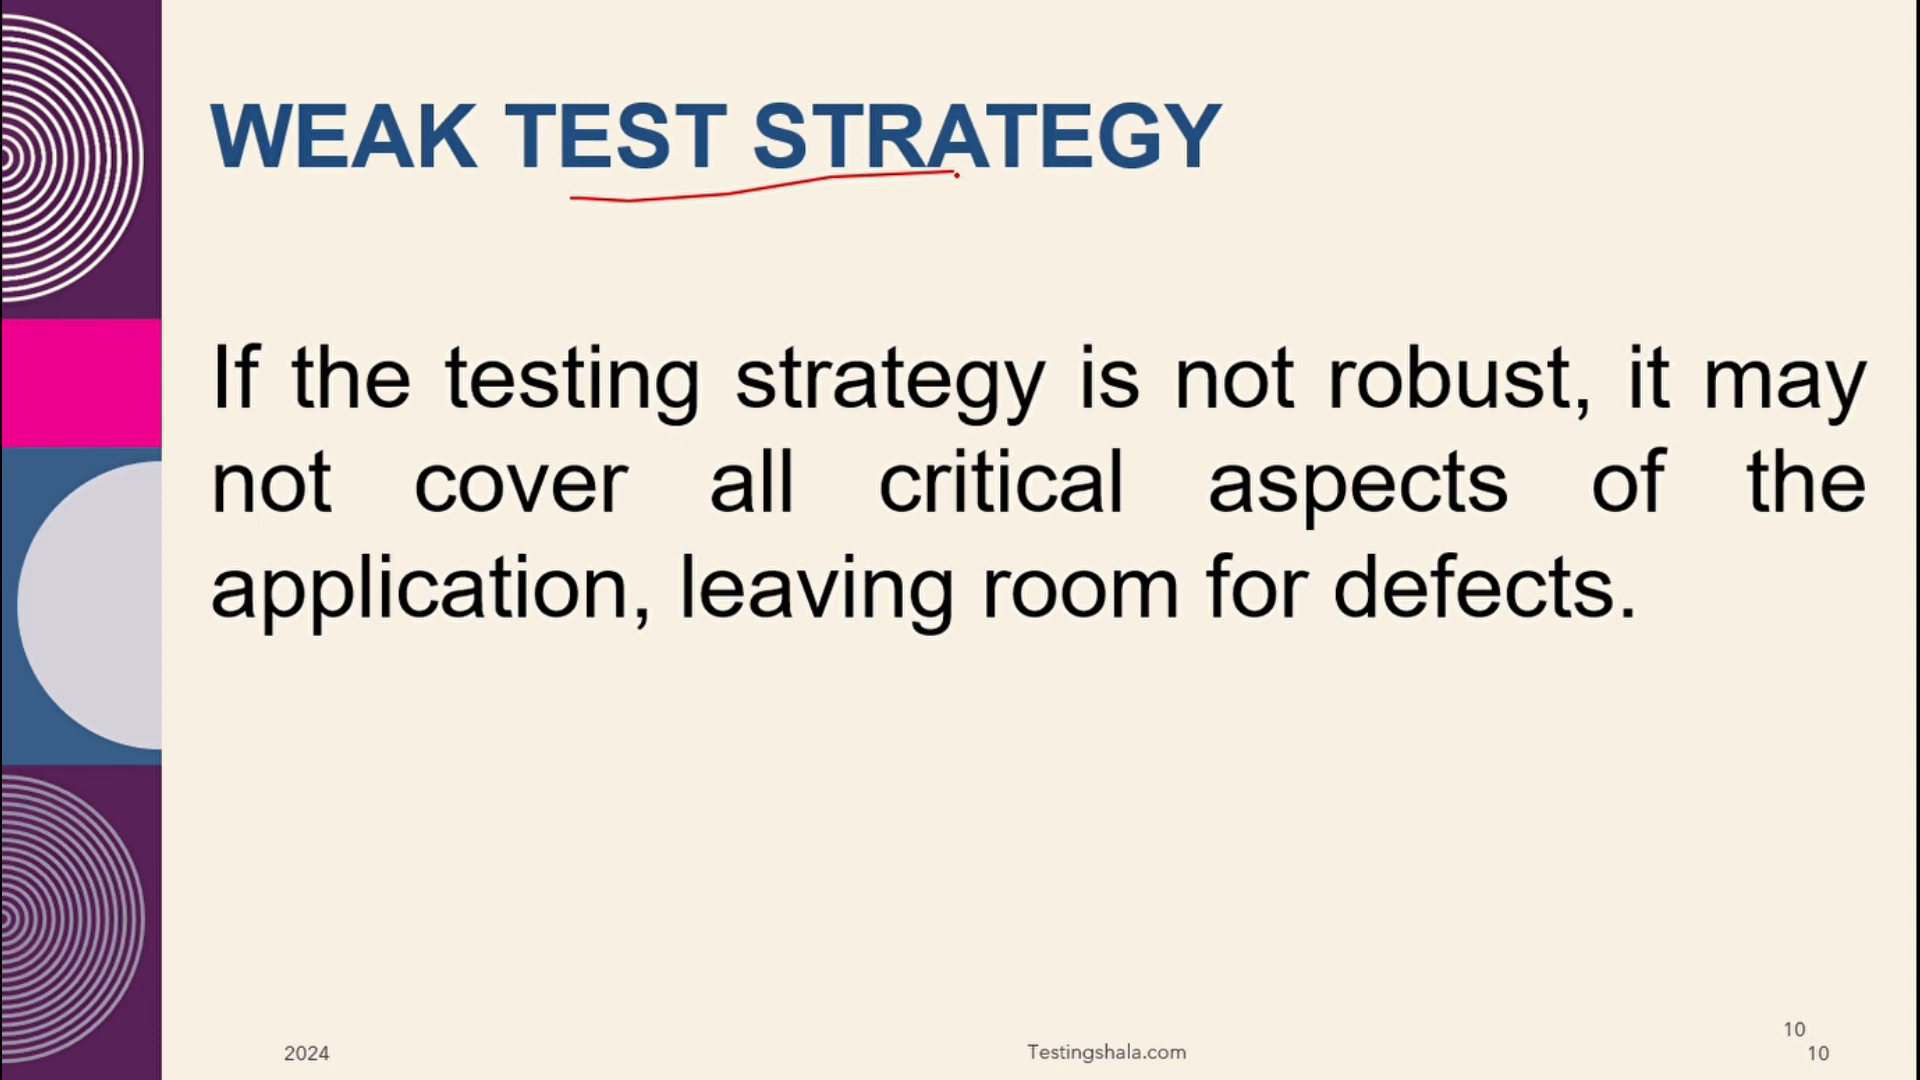 WEAK TEST STRATEGY
If the testing strategy is not robust, it may
not cover all critical aspects of the
application, leaving room for defects.
10
2024 Testingshala.com 10